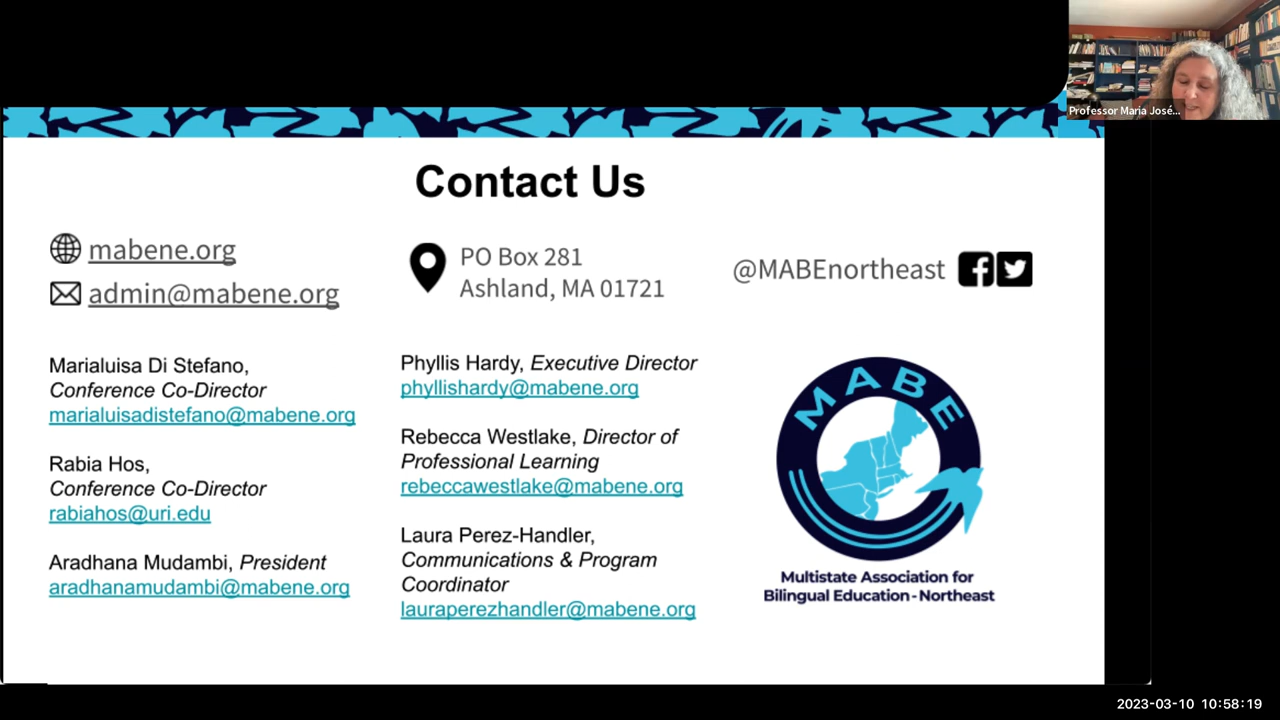 Professor Maria José...
Contact Us
mabene.org
admin@mabene.org
PO Box 281
Ashland, MA 01721
@MABEnortheast
Marialuisa Di Stefano,
Conference Co-Director
marialuisadistefano@mabene.org
Rabia Hos,
Conference Co-Director
rabiahos@uri.edu
Aradhana Mudambi, President
aradhanamudambi@mabene.org
Phyllis Hardy, Executive Director
phyllishardy@mabene.org
Rebecca Westlake, Director of
Professional Learning
rebeccawestlake@mabene.org
Laura Perez-Handler,
Communications & Program
Coordinator
lauraperezhandler@mabene.org
MABE
Multistate Association for
Bilingual Education - Northeast
2023-03-10 10:58:19